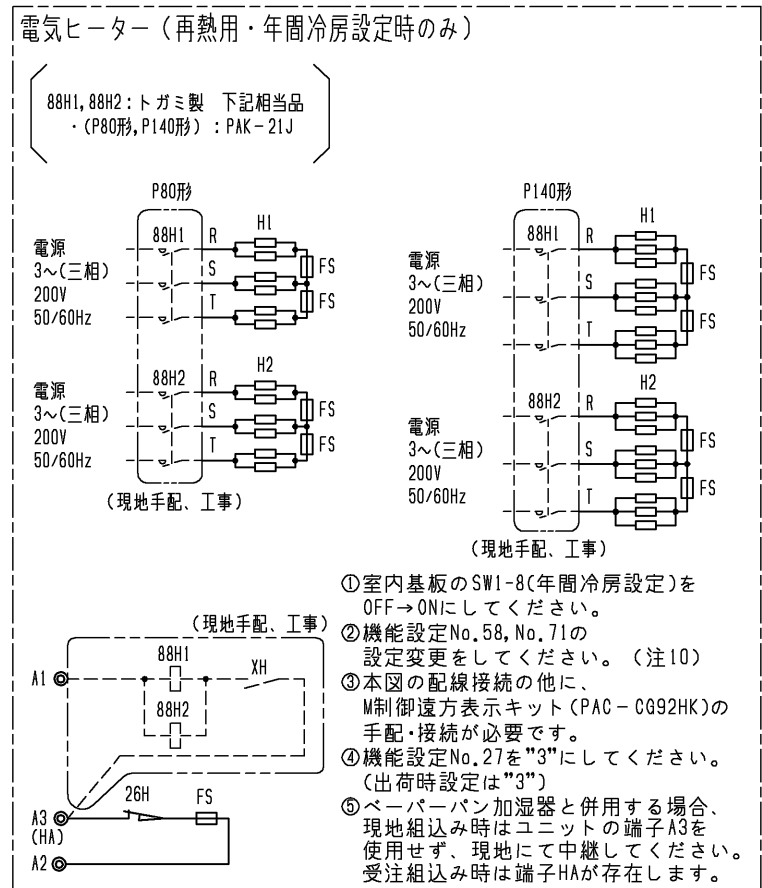 電気ヒーター（再熱用・年間冷房設定時のみ）
88H1,88H2：トガミ製　下記相当品
・(P80形,P140形）：PAK－21J
P80形
88H1
H1
R
S
T
FS
FS
電源
3～(三相)
200V
50/60Hz
88H2
H2
R
S
T
FS
FS
電源
3～(三相)
200V
50/60Hz
(現地手配、工事)
P140形
88H1
H1
R
S
T
FS
FS
電源
3～(三相)
200V
50/60Hz
88H2
H2
R
S
T
FS
FS
電源
3～(三相)
200V
50/60Hz
(現地手配、工事)
(現地手配、工事)
88H1
XH
A1
88H2
26H
FS
A3
(HA)
A2
①室内基板のSW1-8(年間冷房設定)を
OFF→ONにしてください。
②機能設定No.58,No.71の
設定変更をしてください。（注10）
③本図の配線接続の他に、
M制御遠方表示キット(PAC－CG92HK)の
手配・接続が必要です。
④機能設定No.27を”3”にしてください。
(出荷時設定は”3”)
⑤ペーパーパン加湿器と併用する場合、
現地組込み時はユニットの端子A3を
使用せず、現地にて中継してください。
受注組込み時は端子HAが存在します。